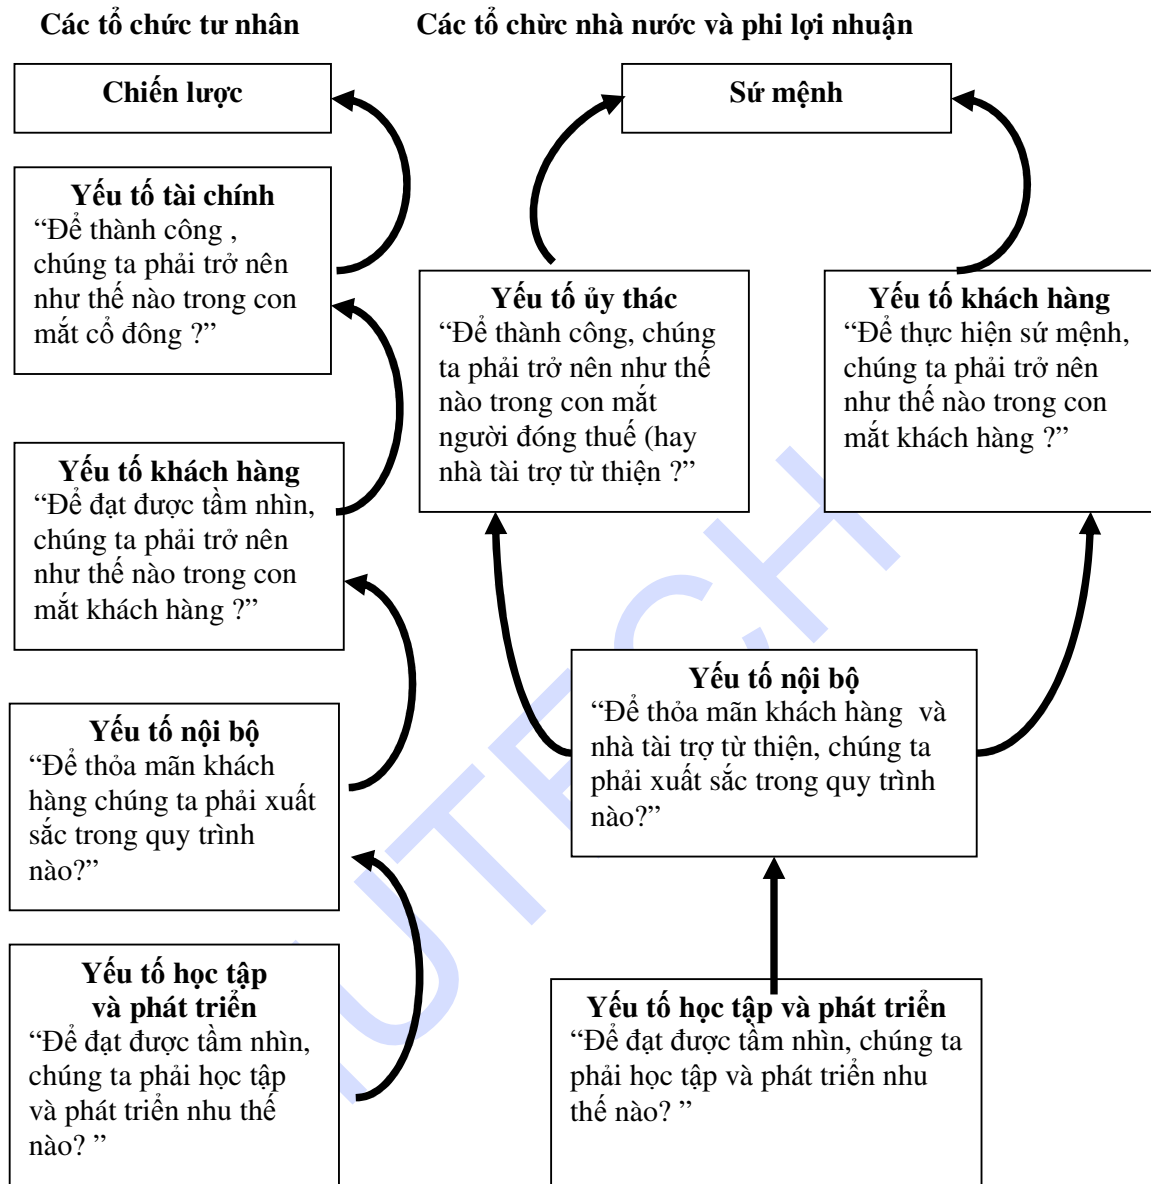 Các tổ chức tư nhân
Các tổ chừc nhà nước và phi lợi nhuận
Chiến lược
Yếu tố tài chính
“Để thành công ,
chúng ta phải trở nên
như thế nào trong con
mắt cổ đông ?”
Yếu tố khách hàng
“Để đạt được tầm nhìn,
chúng ta phải trở nên
như thế nào trong con
mắt khách hàng ?”
Yếu tố nội bộ
“Để thỏa mãn khách
hàng chúng ta phải xuất
sắc trong quy trình
nào?”
Yếu tố học tập
và phát triển
“Để đạt được tầm nhìn,
chúng ta phải học tập
và phát triển nhu thế
nào? ”
Sứ mệnh
Yếu tố ủy thác
“Để thành công, chúng
ta phải trở nên như thế
nào trong con mắt
người đóng thuế (hay
nhà tài trợ từ thiện ?”
Yếu tố khách hàng
“Để thực hiện sứ mệnh,
chúng ta phải trở nên
như thế nào trong con
mắt khách hàng ?”
Yếu tố nội bộ
“Để thỏa mãn khách hàng và
nhà tài trợ từ thiện, chúng ta
phải xuất sắc trong quy trình
nào?”
Yếu tố học tập và phát triển
“Để đạt được tầm nhìn, chúng ta
phải học tập và phát triển nhu
thế nào? ”
HUTECH